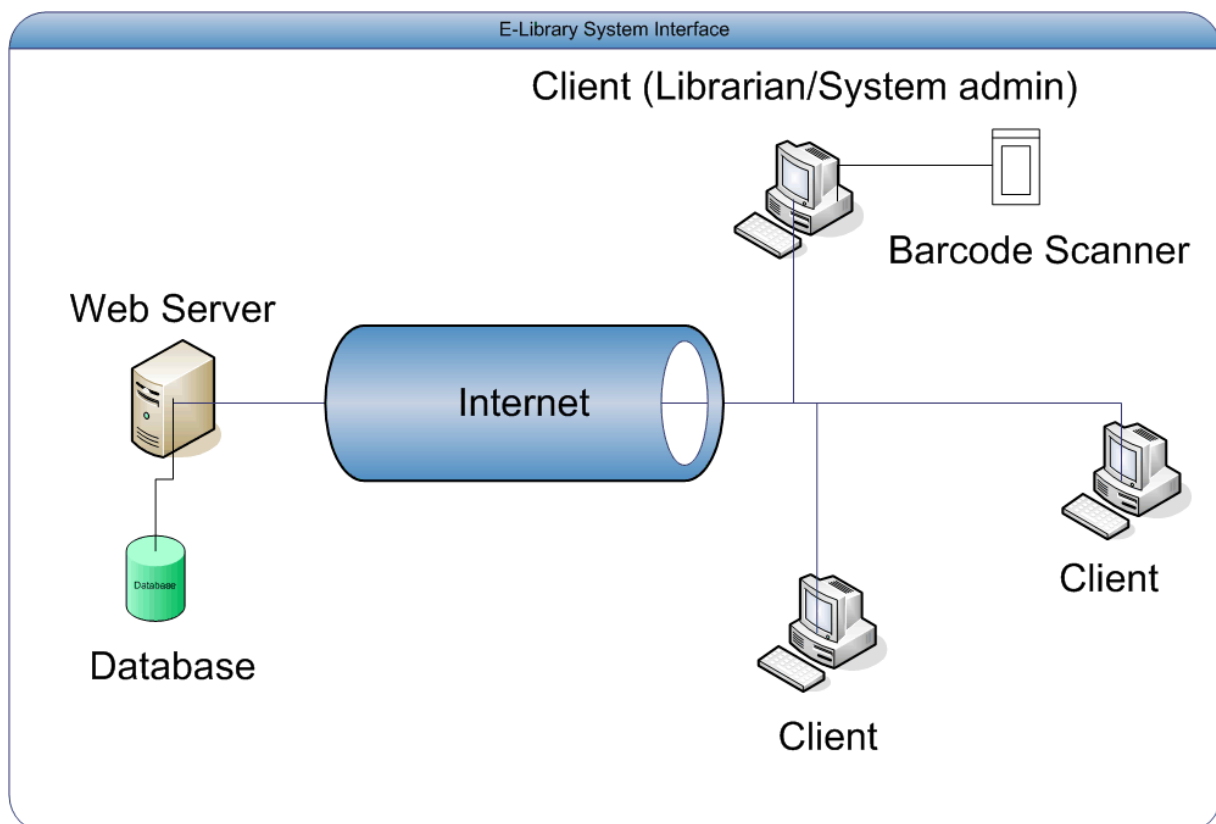 E-Library System Interface
Client (Librarian/System admin)
Barcode Scanner
Web Server
Internet
Database
Database
Client
Client